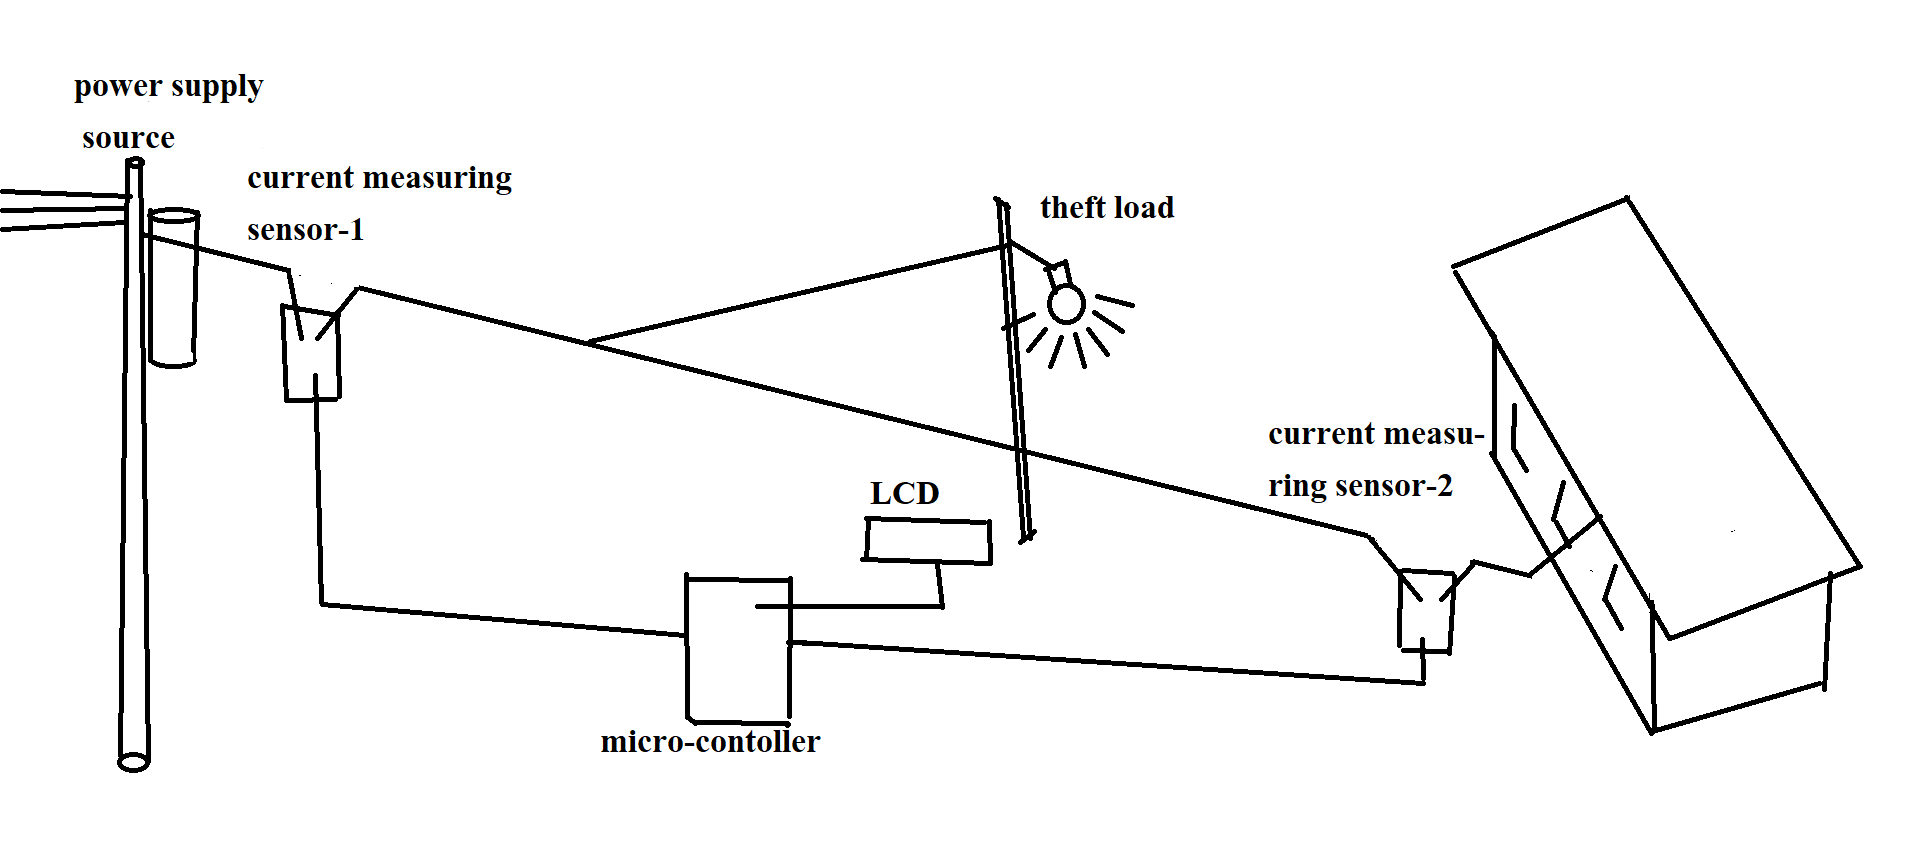 power supply
source
current measuring
sensor-1
theft load
current measu-
ring sensor-2
LCD
micro-contoller